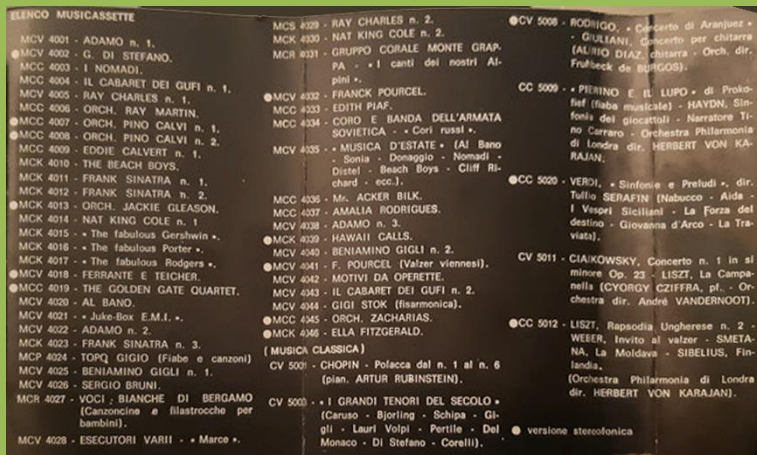 ELENCO MUSICASSETTE
MCV 4001 - ADAMO n. 1.
●MCV 4002 - G. DI STEFANO.
MCC 4003 - I NOMADI.
MCC 4004 - IL CABARET DEI GUFI n. 1.
MCV 4005 - RAY CHARLES n. 1.
MCC 4006 - ORCH. RAY MARTIN.
●MCC 4007 - ORCH. PINO CALVI n. 1.
●MCC 4008 - ORCH. PINO CALVI n. 2.
MCC 4009 - EDDIE CALVERT n. 1.
MCK 4010 - THE BEACH BOYS.
MCK 4011 - FRANK SINATRA n. 1.
MCK 4012 - FRANK SINATRA n. 2.
●MCK 4013 - ORCH. JACKIE GLEASON.
MCK 4014 - NAT KING COLE n. 1
MCK 4015 - « The fabulous Gershwin ».
MCK 4016 - « The fabulous Porter ».
MCK 4017 - « The fabulous Rodgers ».
●MCV 4018 - FERRANTE E TEICHER.
●MCC 4019 - THE GOLDEN GATE QUARTET.
MCV 4020 - AL BANO.
MCV 4021 - « Juke-Box E.M.I. ».
MCV 4022 - ADAMO n. 2.
MCK 4023 - FRANK SINATRA n. 3.
MCP 4024 - TOPO GIGIO (Fiabe e canzoni)
MCV 4025 - BENIAMINO GIGLI n. 1.
MCV 4026 - SERGIO BRUNI.
MCR 4027 - VOCI BIANCHE DI BERGAMO
(Canzoncine e filastrocche per
bambini).
MCV 4028 - ESECUTORI VARII - « Marce ».
MCS 4029 - RAY CHARLES n. 2.
MCK 4030 - NAT KING COLE n. 2.
MCR 4031 - GRUPPO CORALE MONTE GRAP-
PA - « I canti dei nostri Al-
pini ».
●MCV 4032 - FRANCK POURCEL.
MCC 4033 - EDITH PIAF.
MCC 4034 - CORO E BANDA DELL'ARMATA
SOVIETICA - « Cori russi ».
MCV 4035 - « MUSICA D'ESTATE » (Al Bano
- Sonia - Donaggio - Nomadi -
Distel - Beach Boys - Cliff Ri-
chard - ecc.).
MCC 4036 - Mr. ACKER BILK.
MCC 4037 - AMALIA RODRIGUES.
MCV 4038 - ADAMO n. 3.
●MCK 4039 - HAWAII CALLS.
MCV 4040 - BENIAMINO GIGLI n. 2.
●MCV 4041 - F. POURCEL (Valzer viennesi).
MCV 4042 - MOTIVI DA OPERETTE.
MCV 4043 - IL CABARET DEI GUFI n. 2.
MCV 4044 - GIGI STOK (fisarmonica).
●MCC 4045 - ORCH. ZACHARIAS.
●MCK 4046 - ELLA FITZGERALD.
(MUSICA CLASSICA)
CV 5001 - CHOPIN - Polacca dal n. 1 al n. 6
(pian. ARTUR RUBINSTEIN).
CV 5003 - « I GRANDI TENORI DEL SECOLO »
(Caruso - Bjorling - Schipa - Gi-
gli - Lauri Volpi - Pertile - Del
Monaco - Di Stefano - Corelli).
●CV 5008 - RODRIGO, « Concerto di Aranjuez »
- GIULIANI, Concerto per chitarra
(ALIRIO DIAZ, chitarra - Orch. dir.
Fruhbeck de BURGOS).
CC 5009 - « PIERINO E IL LUPO » di Proko-
fief (fiaba musicale) - HAYDN, Sin-
fonia dei giocattoli - Narratore Ti-
no Carraro - Orchestra Philarmonia
di Londra dir. HERBERT VON KA-
RAJAN.
●CC 5020 - VERDI, « Sinfonie e Preludi », dir.
Tullio SERAFIN (Nabucco - Aida -
I Vespri Siciliani - La Forza del
destino - Giovanna d'Arco - La Tra-
viata).
CV 5011 - CIAIKOWSKY, Concerto n. 1 in si
minore Op. 23 - LISZT, La Campa-
nella (CYORGY CZIFFRA, pf. - Or-
chestra dir. André VANDERNOOT).
●CC 5012 - LISZT, Rapsodia Ungherese n. 2 -
WEBER, Invito al valzer - SMETA-
NA, La Moldava - SIBELIUS, Fin-
landia.
(Orchestra Philarmonia di Londra
dir. HERBERT VON KARAJAN).
● versione stereofonica